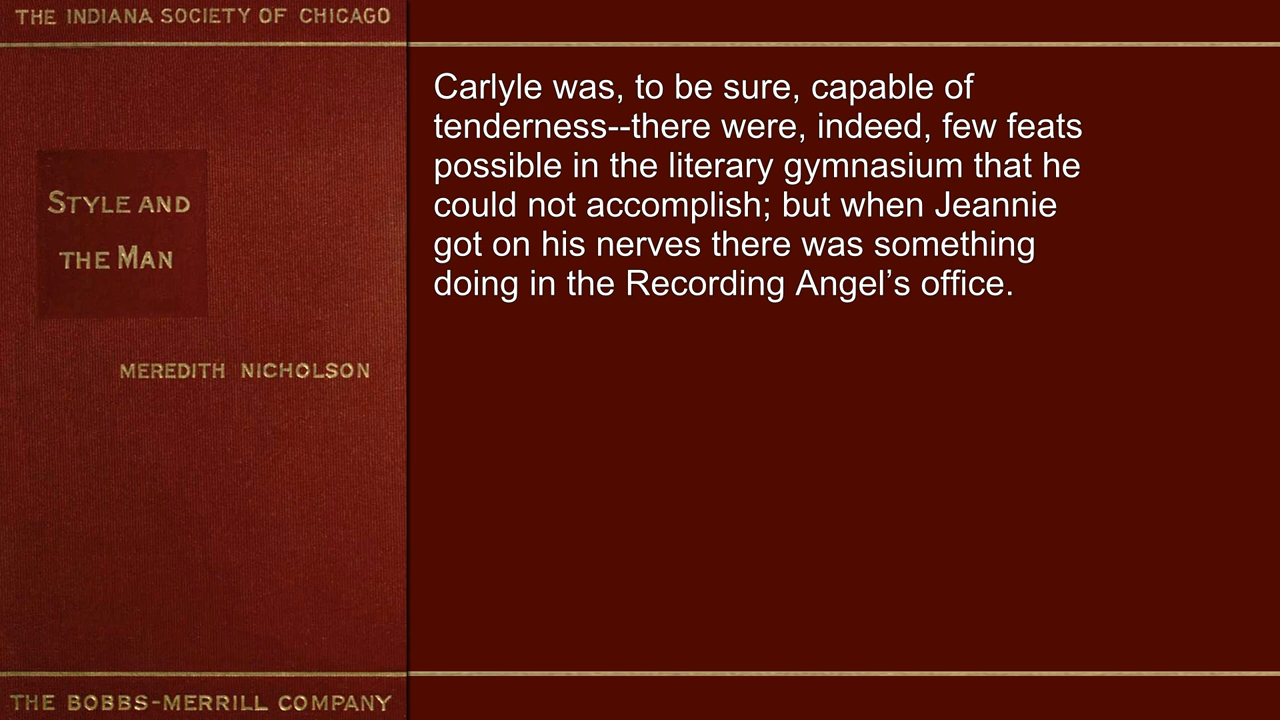 THE INDIANA SOCIETY OF CHICAGO
STYLE AND
THE MAN
MEREDITH NICHOLSON
THE BOBBS-MERRILL COMPANY
Carlyle was, to be sure, capable of
tenderness--there were, indeed, few feats
possible in the literary gymnasium that he
could not accomplish; but when Jeannie
got on his nerves there was something
doing in the Recording Angel’s office.